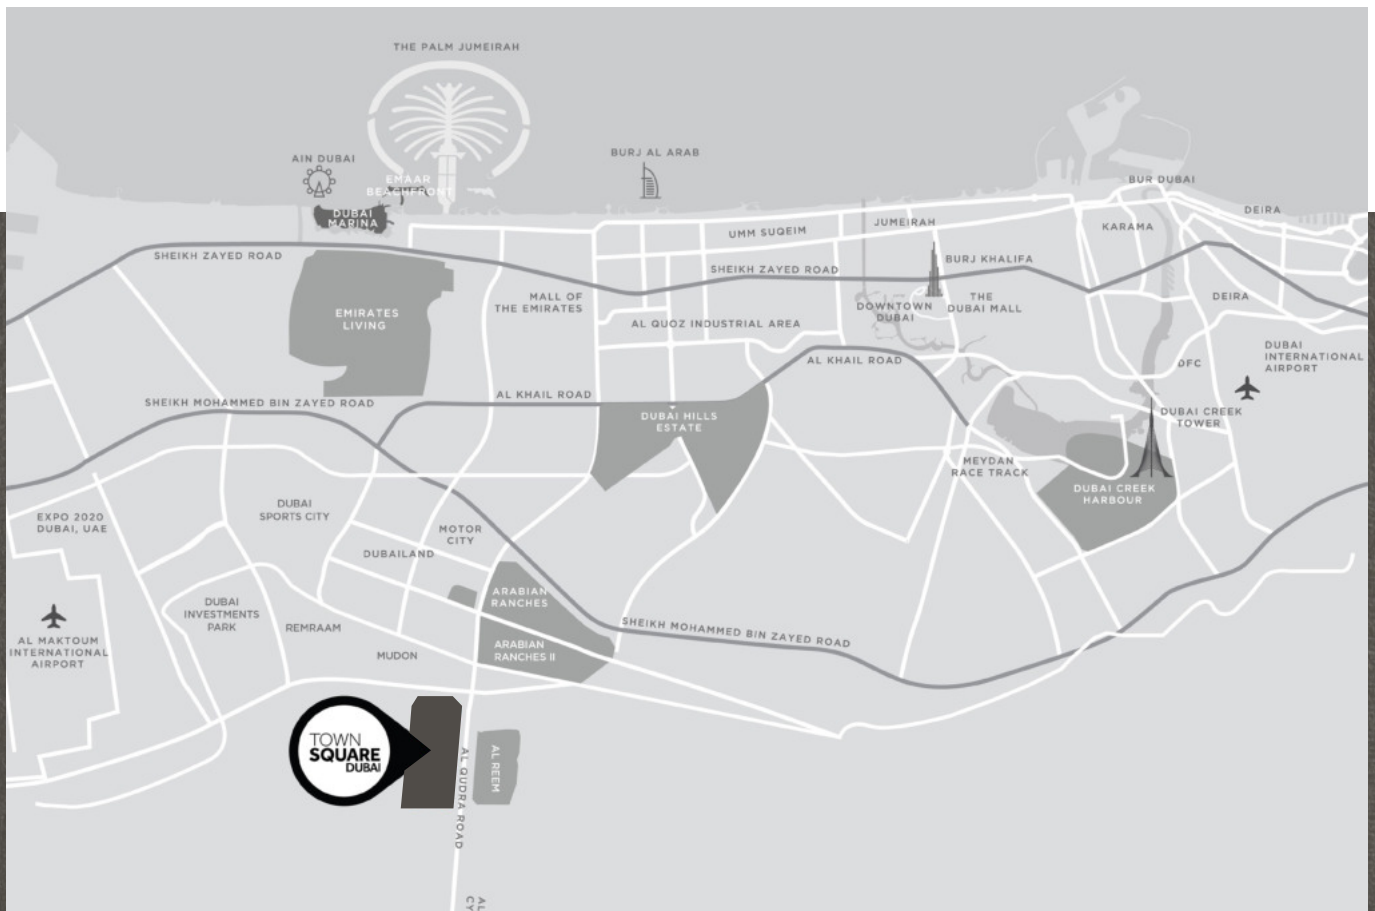 THE PALM JUMEIRAH
AIN DUBAI
BURJ AL ARAB
EMAAR
BEACHFRONT
DUBAI
MARINA
BUR DUBAI
DEIRA
JUMEIRAH
KARAMA
UMM SUQEIM
SHEIKH ZAYED ROAD
SHEIKH ZAYED ROAD
BURJ KHALIFA
MALL OF
THE EMIRATES
DOWNTOWN
DUBAI
THE
DUBAI MALL
DEIRA
EMIRATES
LIVING
AL QUOZ INDUSTRIAL AREA
AL KHAIL ROAD
DFC
DUBAI
INTERNATIONAL
AIRPORT
SHEIKH MOHAMMED BIN ZAYED ROAD
AL KHAIL ROAD
DUBAI HILLS
ESTATE
DUBAI CREEK
TOWER
MEYDAN
RACE TRACK
DUBAI CREEK
HARBOUR
EXPO 2020
DUBAI, UAE
DUBAI
SPORTS CITY
MOTOR
CITY
DUBAILAND
ARABIAN
RANCHES
DUBAI
INVESTMENTS
PARK
REMRAAM
MUDON
ARABIAN
RANCHES II
SHEIKH MOHAMMED BIN ZAYED ROAD
AL MAKTOUM
INTERNATIONAL
AIRPORT
TOWN
SQUARE
DUBAI
AL QUDRA ROAD
AL REEM
AL
CY